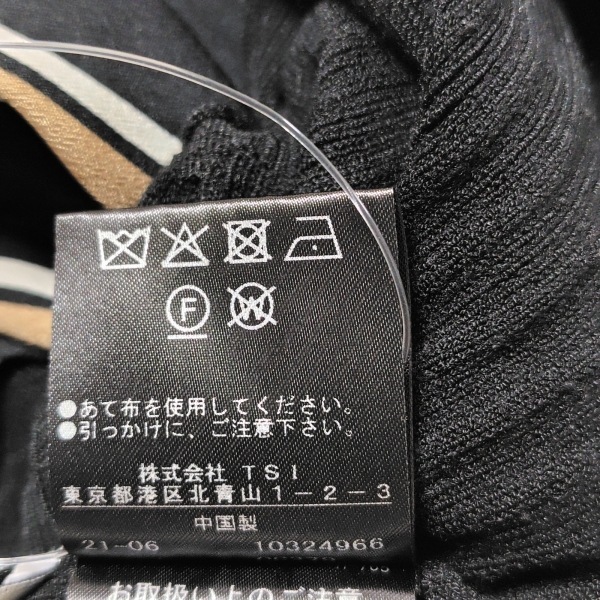 F W
●あて布を使用してください。
●引っかけに、ご注意下さい。
株式会社 TSI
東京都港区北青山1-2-3
中国製
21-06 10324966
お取扱い上のご注意